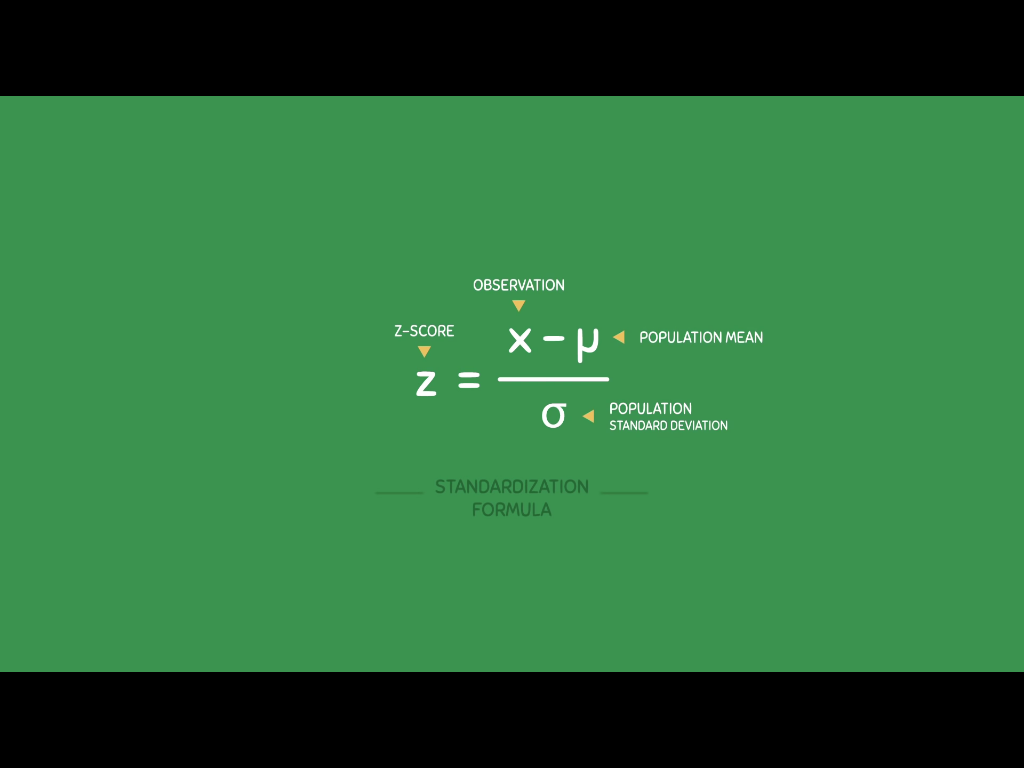 OBSERVATION
Z-SCORE
x - μ
POPULATION MEAN
z =
σ
POPULATION
STANDARD DEVIATION
STANDARDIZATION
FORMULA